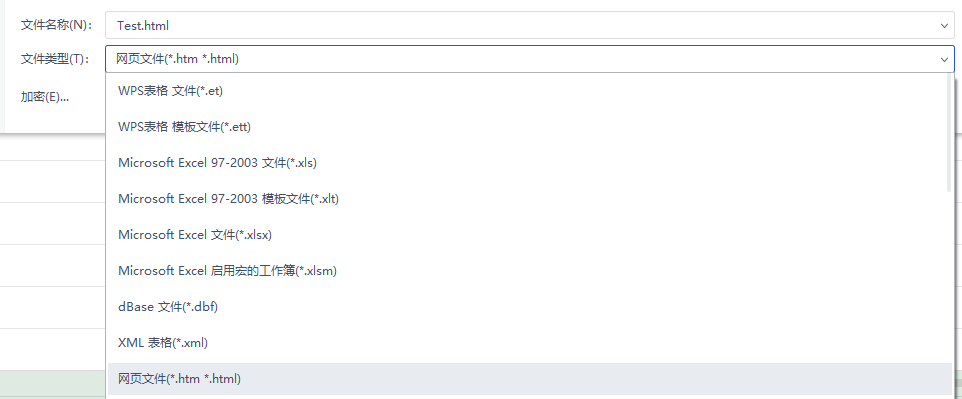 文件名称(N): Test.html
文件类型(T): 网页文件(*.htm *.html)
加密(E)...
WPS表格 文件(*.et)
WPS表格 模板文件(*.ett)
Microsoft Excel 97-2003 文件(*.xls)
Microsoft Excel 97-2003 模板文件(*.xlt)
Microsoft Excel 文件(*.xlsx)
Microsoft Excel 启用宏的工作簿(*.xlsm)
dBase 文件(*.dbf)
XML 表格(*.xml)
网页文件(*.htm *.html)